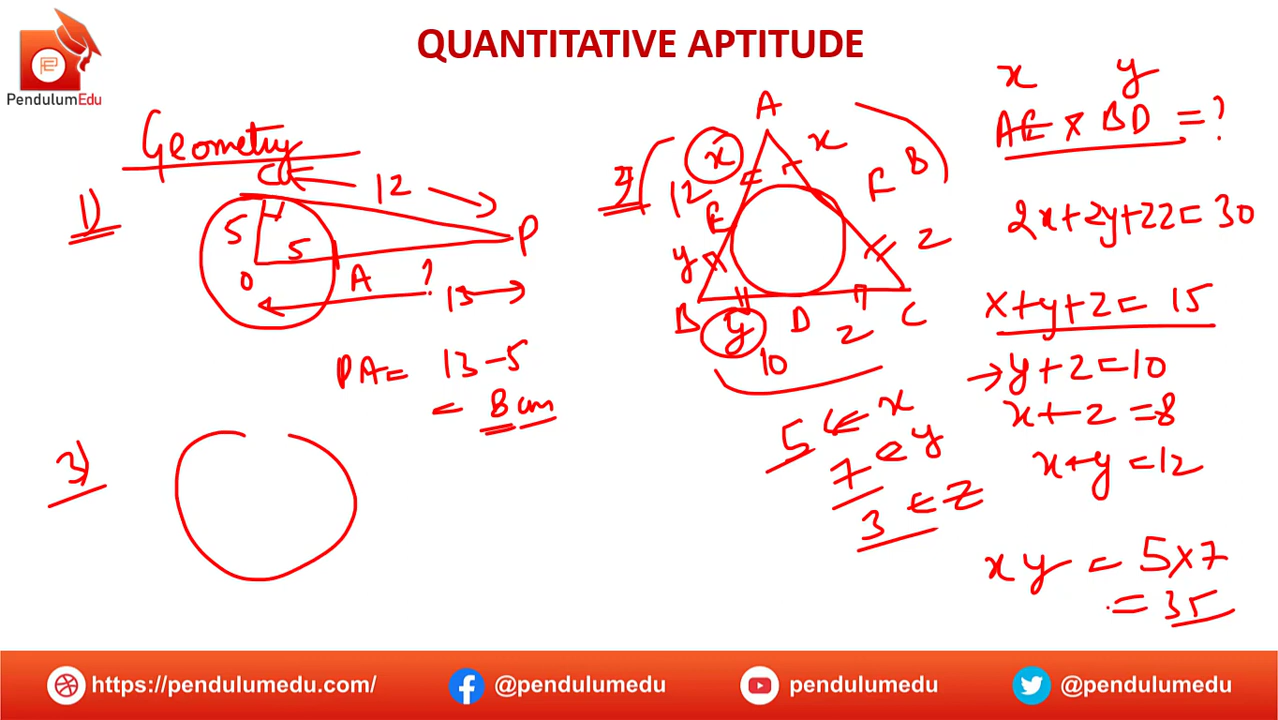 QUANTITATIVE APTITUDE
PendulumEdu
Geometry
1)
12
5
5
O
A
?
13
P
PA = 13 - 5
= 8 cm
3)
2)
A
x
x
12
E
F
8
y
z
B
y
D
z
C
10
5 ← x
7 ← y
3 ← z
x y
AE × BD = ?
2x+2y+2z = 30
x+y+z = 15
→ y+z = 10
x+z = 8
x+y = 12
xy = 5×7
= 35
https://pendulumedu.com/
@pendulumedu
pendulumedu
@pendulumedu